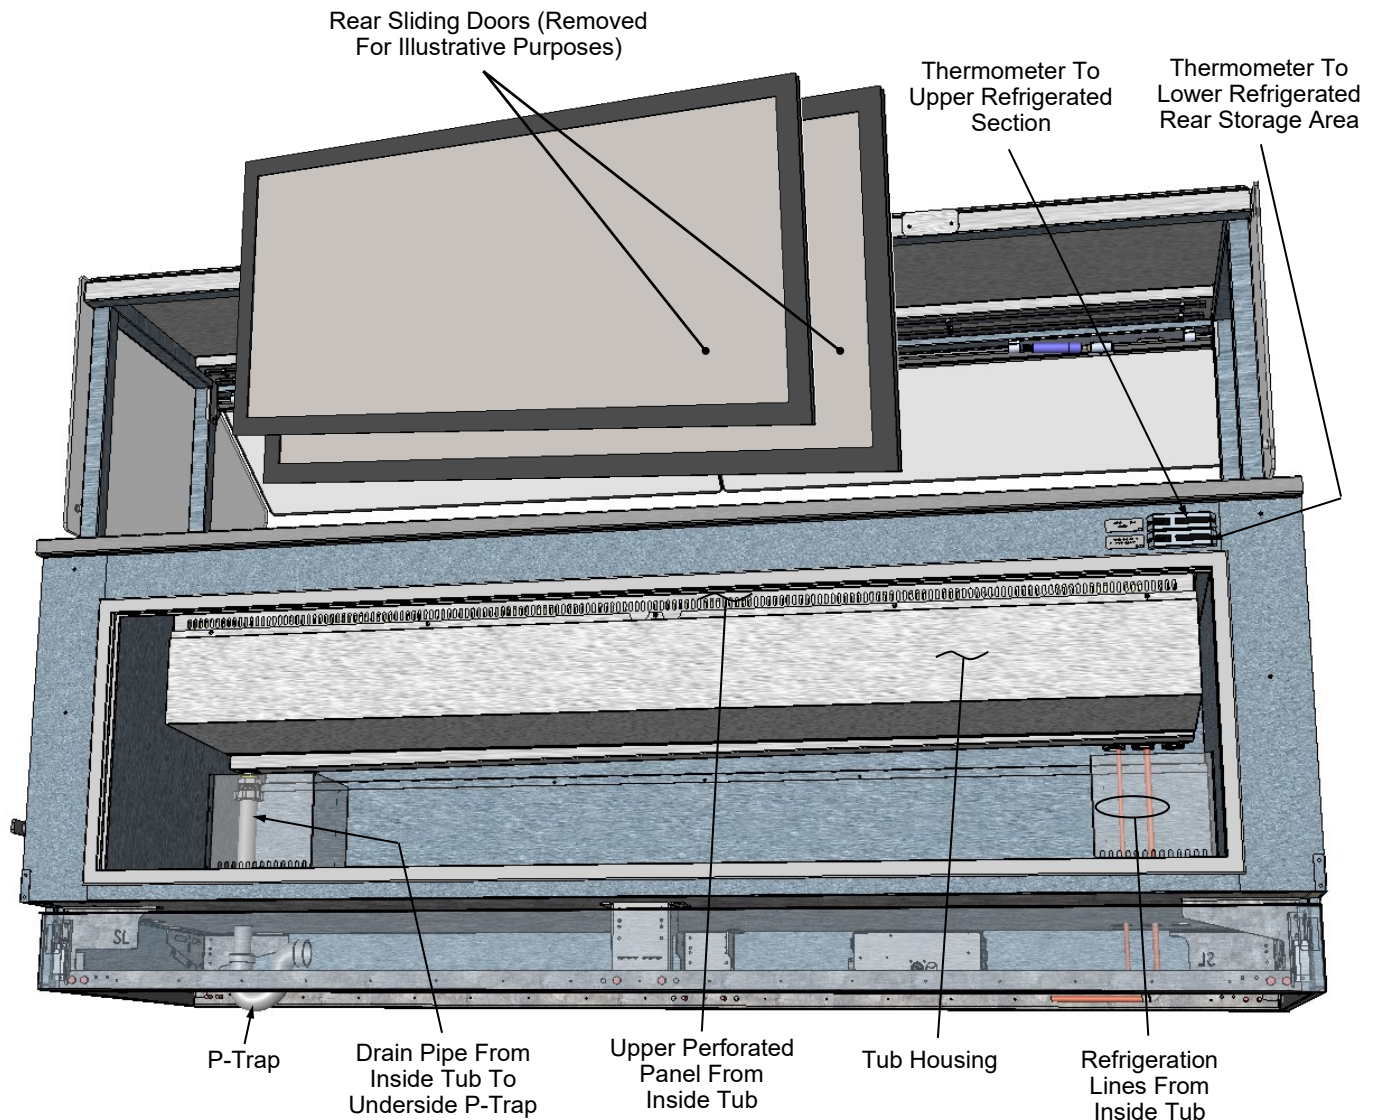 Rear Sliding Doors (Removed
For Illustrative Purposes)
Thermometer To
Upper Refrigerated
Section
Thermometer To
Lower Refrigerated
Rear Storage Area
SL
SL
P-Trap
Drain Pipe From
Inside Tub To
Underside P-Trap
Upper Perforated
Panel From
Inside Tub
Tub Housing
Refrigeration
Lines From
Inside Tub